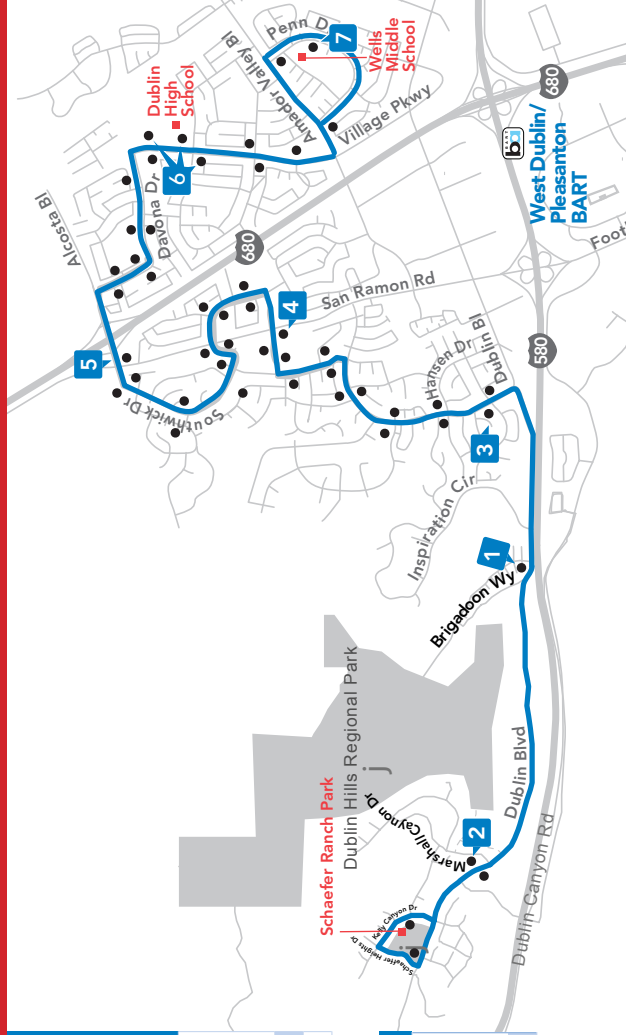 Penn D
7
Wells
Middle
School
Amador Valley Bl
Village Pkwy
680
Dublin
High
School
6
Davona Dr
Alcosta Bl
680
ba
West Dublin/
Pleasanton
BART
Foot
San Ramon Rd
4
5
Southwick Dr
580
Dublin Bl
Hansen Dr
3
Inspiration Cir
1
Brigadoon Wy
Dublin Hills Regional Park
j
Schaefer Ranch Park
Marshall/Caynon Dr
2
Dublin Blvd
Dublin Canyon Rd
Kelly Canyon Dr
Schaeffer Heights Dr
j